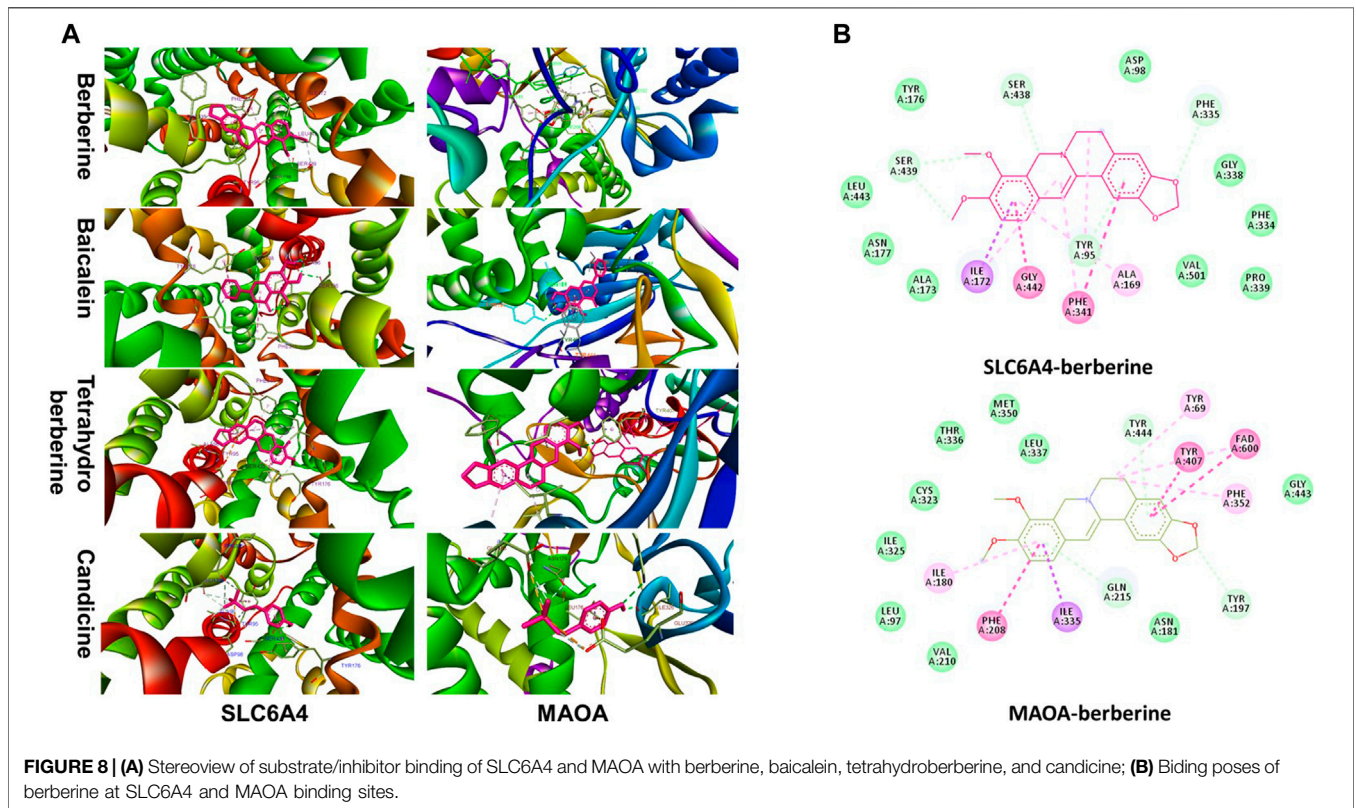 A
B
Berberine
Baicalein
Tetrahydro
berberine
Candicine
SLC6A4
MAOA
ASP
A:98
TYR
A:176
SER
A:438
PHE
A:335
SER
A:439
GLY
A:338
LEU
A:443
PHE
A:334
ASN
A:177
TYR
A:95
ALA
A:173
ILE
A:172
GLY
A:442
ALA
A:169
VAL
A:501
PRO
A:339
PHE
A:341
SLC6A4-berberine
TYR
A:69
MET
A:350
TYR
A:444
THR
A:336
LEU
A:337
TYR
A:407
FAD
A:600
CYS
A:323
PHE
A:352
GLY
A:443
ILE
A:325
ILE
A:180
GLN
A:215
TYR
A:197
LEU
A:97
PHE
A:208
ILE
A:335
ASN
A:181
VAL
A:210
MAOA-berberine
FIGURE 8 | (A) Stereoview of substrate/inhibitor binding of SLC6A4 and MAOA with berberine, baicalein, tetrahydroberberine, and candicine; (B) Biding poses of
berberine at SLC6A4 and MAOA binding sites.